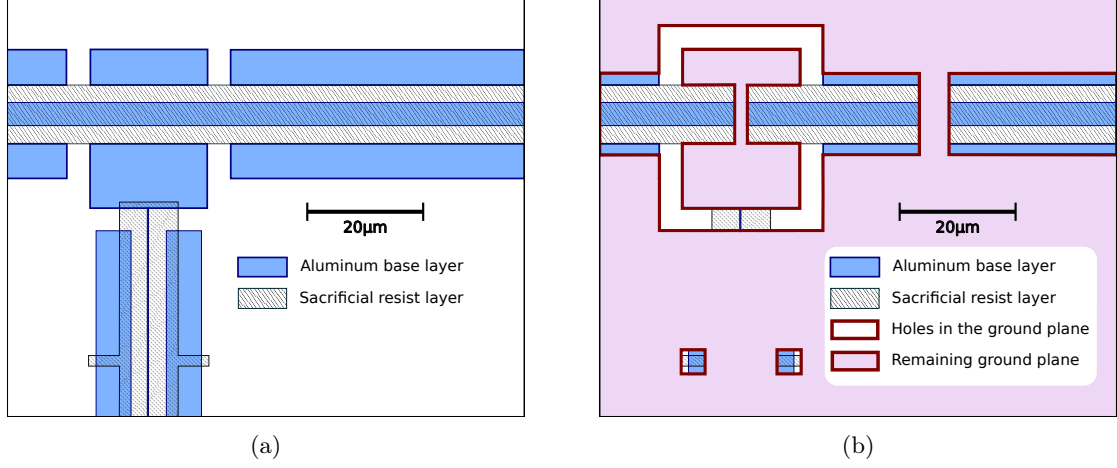 20μm
Aluminum base layer
Sacrificial resist layer
(a)
20μm
Aluminum base layer
Sacrificial resist layer
Holes in the ground plane
Remaining ground plane
(b)